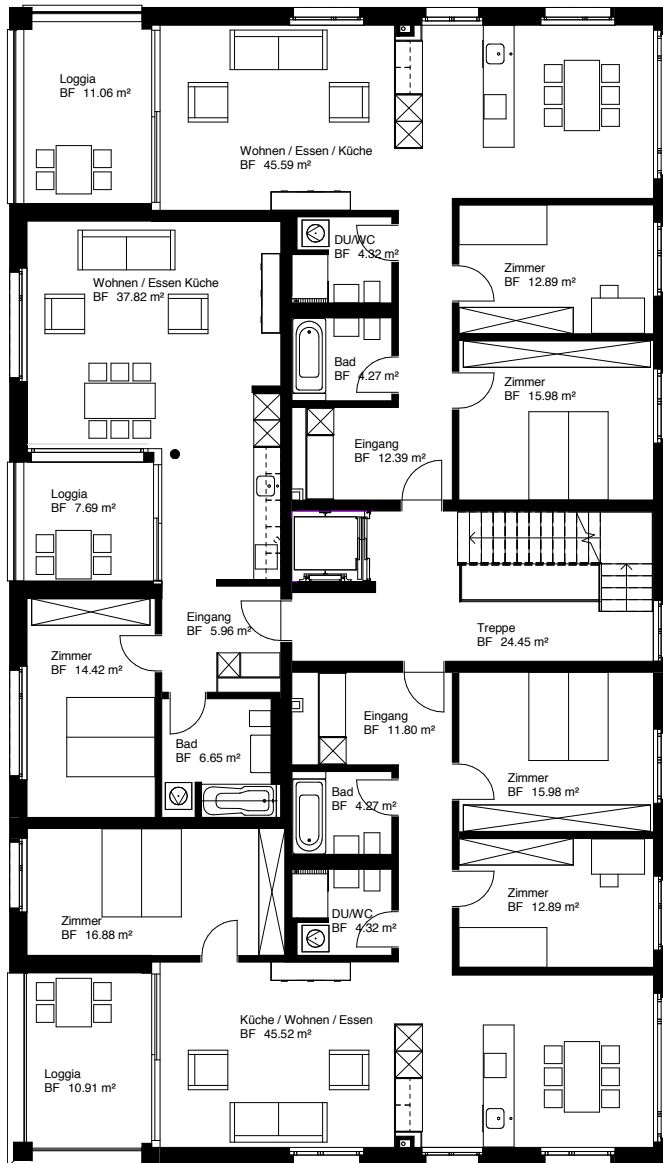 Loggia
BF 11.06 m²
Wohnen / Essen / Küche
BF 45.59 m²
DU/WC
BF 4.32 m²
Zimmer
BF 12.89 m²
Wohnen / Essen Küche
BF 37.82 m²
Bad
BF 4.27 m²
Zimmer
BF 15.98 m²
Eingang
BF 12.39 m²
Loggia
BF 7.69 m²
Eingang
BF 5.96 m²
Treppe
BF 24.45 m²
Zimmer
BF 14.42 m²
Eingang
BF 11.80 m²
Bad
BF 6.65 m²
Zimmer
BF 15.98 m²
Bad
BF 4.27 m²
Zimmer
BF 12.89 m²
Zimmer
BF 16.88 m²
DU/WC
BF 4.32 m²
Küche / Wohnen / Essen
BF 45.52 m²
Loggia
BF 10.91 m²